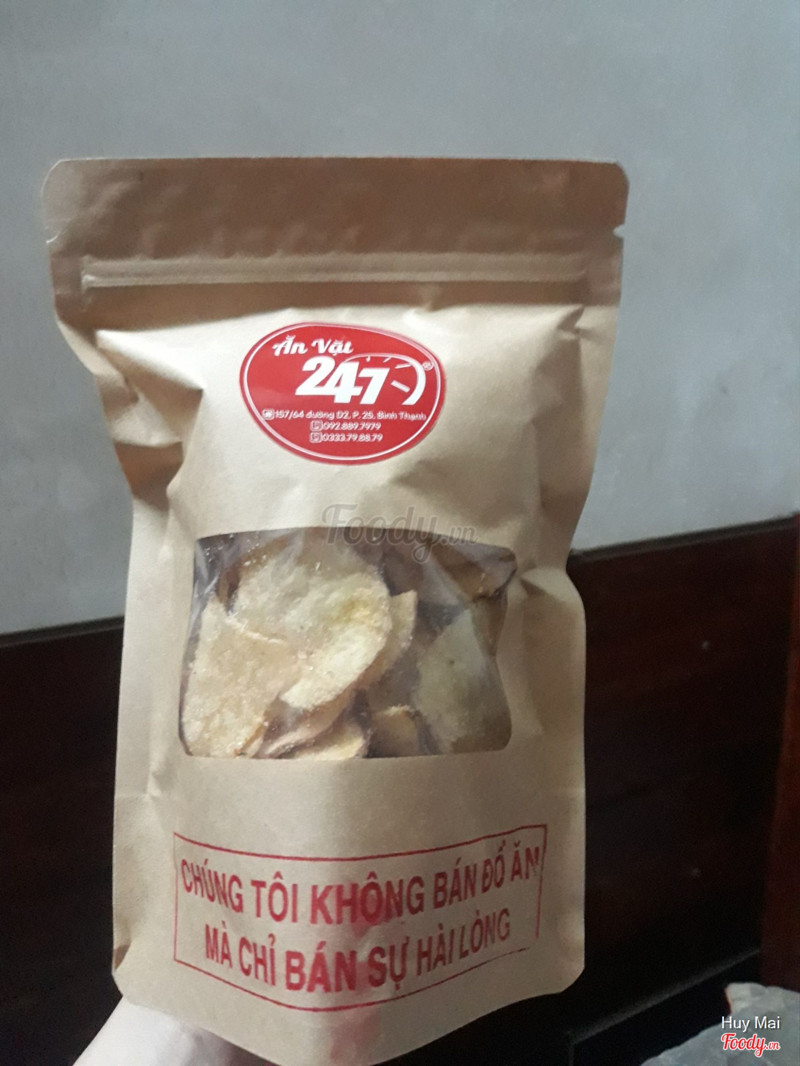 Ăn Vặt
247
®
157/64 đường D2, P. 25, Bình Thạnh
092.889.7979
0333.79.88.79
Foody.vn
CHÚNG TÔI KHÔNG BÁN ĐỒ ĂN
MÀ CHỈ BÁN SỰ HÀI LÒNG
Huy Mai
Foody.vn